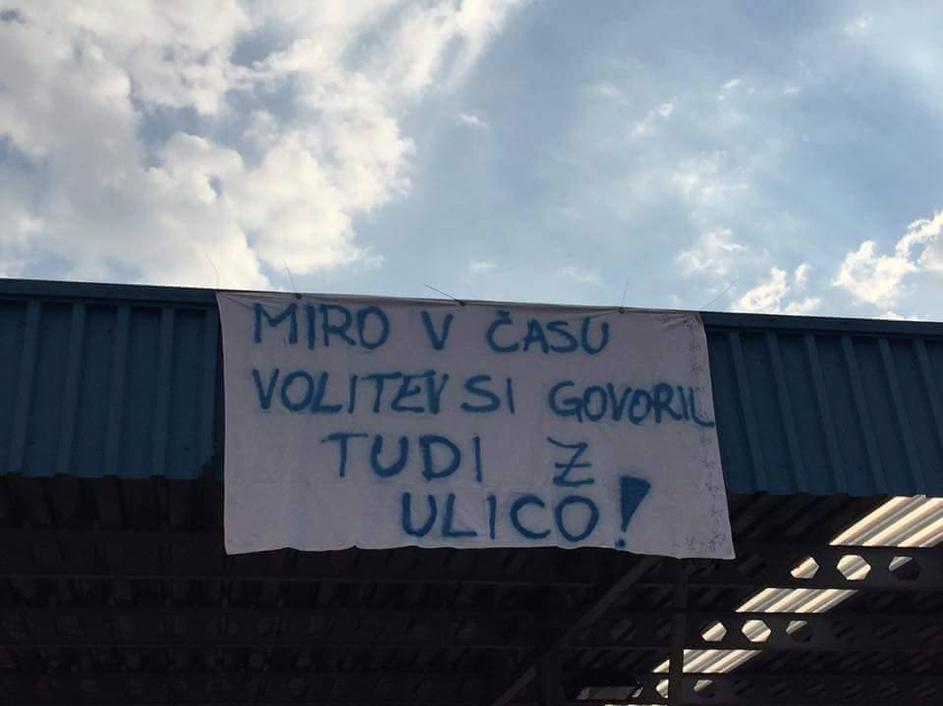 MIRO V ČASU
VOLITEV SI GOVORIL
TUDI Z
ULICO!